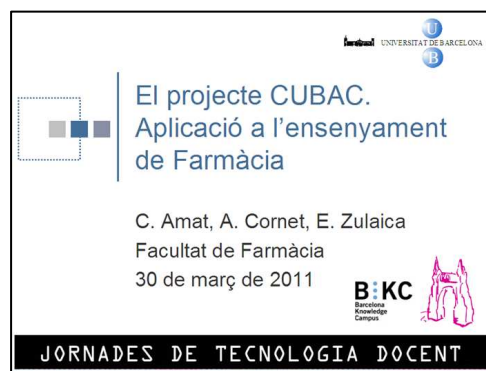 U
UNIVERSITAT DE BARCELONA
B
El projecte CUBAC.
Aplicació a l'ensenyament
de Farmàcia
C. Amat, A. Cornet, E. Zulaica
Facultat de Farmàcia
30 de març de 2011
B:KC
Barcelona
Knowledge
Campus
JORNADES DE TECNOLOGIA DOCENT